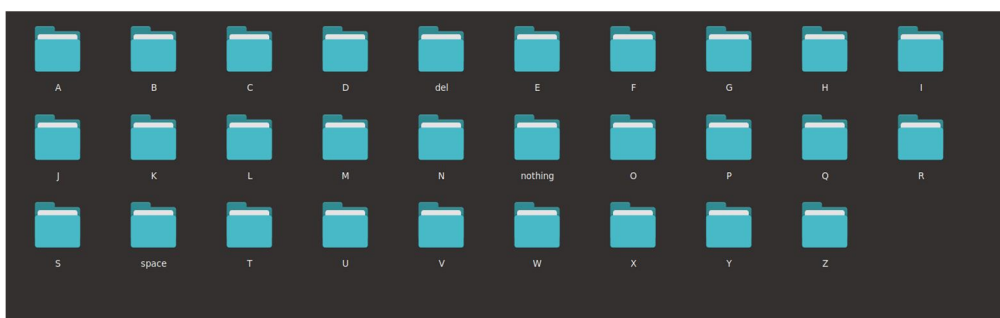 A B C D del E F G H I
J K L M N nothing O P Q R
S space T U V W X Y Z